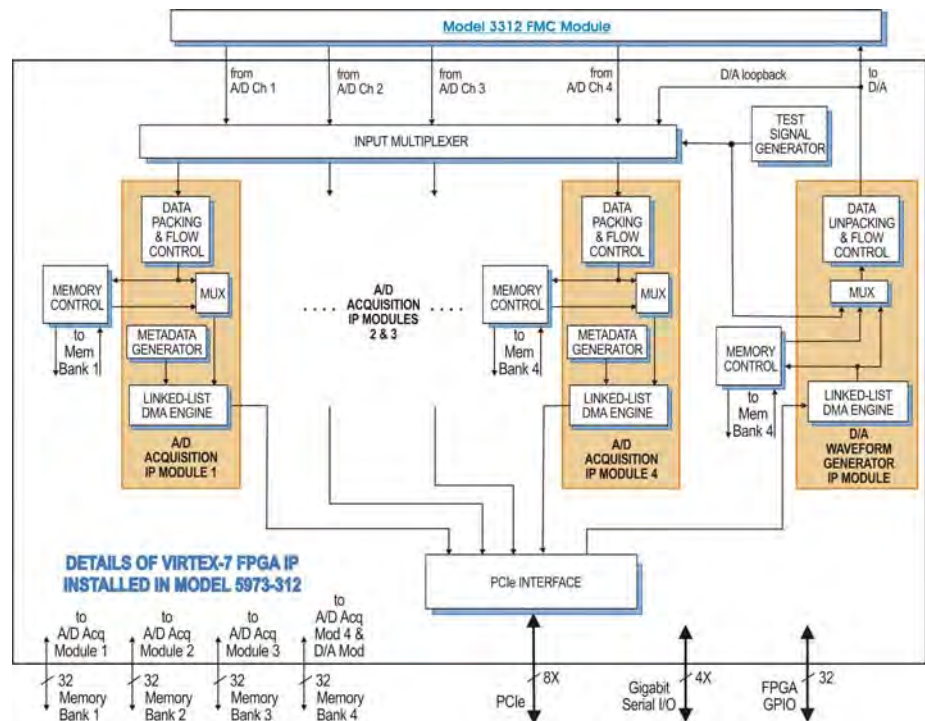 Model 3312 FMC Module
from
A/D Ch 1
from
A/D Ch 2
from
A/D Ch 3
from
A/D Ch 4
D/A loopback
to
D/A
INPUT MULTIPLEXER
TEST
SIGNAL
GENERATOR
DATA
PACKING
& FLOW
CONTROL
MEMORY
CONTROL
MUX
to
Mem
Bank 1
METADATA
GENERATOR
LINKED-LIST
DMA ENGINE
A/D
ACQUISITION
IP MODULE 1
A/D
ACQUISITION
IP MODULES
2 & 3
DATA
PACKING
& FLOW
CONTROL
MEMORY
CONTROL
MUX
to
Mem
Bank 4
METADATA
GENERATOR
LINKED-LIST
DMA ENGINE
A/D
ACQUISITION
IP MODULE 4
DATA
UNPACKING
& FLOW
CONTROL
MUX
MEMORY
CONTROL
to
Mem
Bank 4
LINKED-LIST
DMA ENGINE
D/A
WAVEFORM
GENERATOR
IP MODULE
DETAILS OF VIRTEX-7 FPGA IP
INSTALLED IN MODEL 5973-312
PCIe INTERFACE
to
A/D Acq
Module 1
to
A/D Acq
Module 2
to
A/D Acq
Module 3
to
A/D Acq
Mod 4 &
D/A Mod
32
Memory
Bank 1
32
Memory
Bank 2
32
Memory
Bank 3
32
Memory
Bank 4
8X
PCIe
4X
Gigabit
Serial I/O
32
FPGA
GPIO